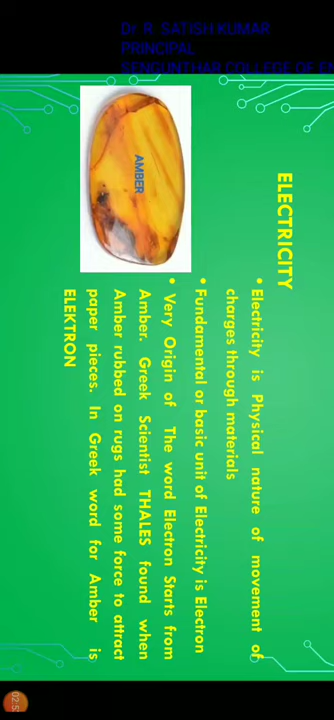 Dr. R. SATISH KUMAR
PRINCIPAL
SENGUNTHAR COLLEGE OF EN
ELECTRICITY
• Electricity is Physical nature of movement of
charges through materials
• Fundamental or basic unit of Electricity is Electron
• Very Origin of The word Electron Starts from
Amber. Greek Scientist THALES found when
Amber rubbed on rugs had some force to attract
paper pieces. In Greek word for Amber is
ELEKTRON
AMBER